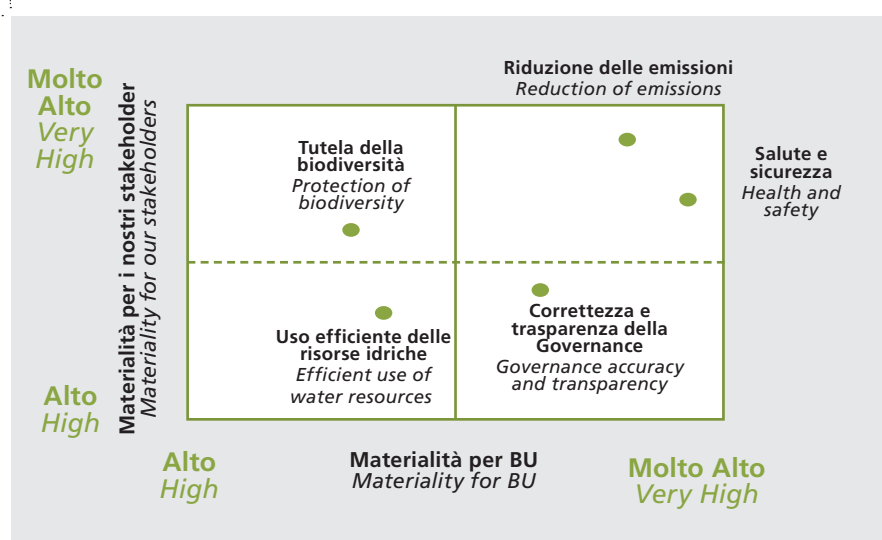 Molto
Alto
Very
High
Materialità per i nostri stakeholder
Materiality for our stakeholders
Alto
High
Riduzione delle emissioni
Reduction of emissions
Tutela della
biodiversità
Protection of
biodiversity
Salute e
sicurezza
Health and
safety
Uso efficiente delle
risorse idriche
Efficient use of
water resources
Correttezza e
trasparenza della
Governance
Governance accuracy
and transparency
Alto
High
Materialità per BU
Materiality for BU
Molto Alto
Very High